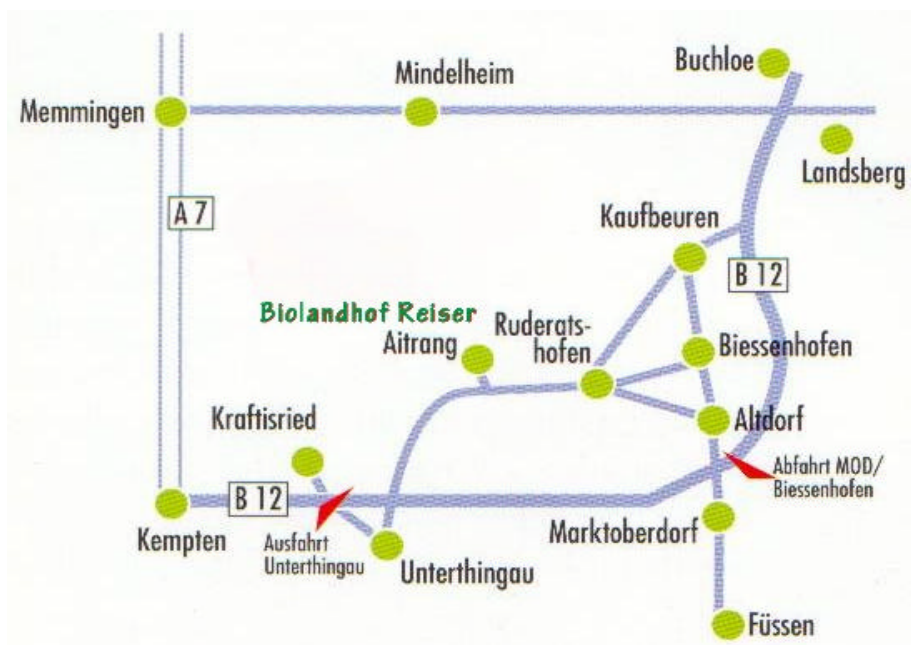 Buchloe
Mindelheim
Memmingen
Landsberg
A 7
Kaufbeuren
B 12
Biolandhof Reiser
Ruderats-
hofen
Aitrang
Biessenhofen
Kraftisried
Altdorf
Abfahrt MOD/
Biessenhofen
B 12
Kempten
Ausfahrt
Unterthingau
Marktoberdorf
Unterthingau
Füssen